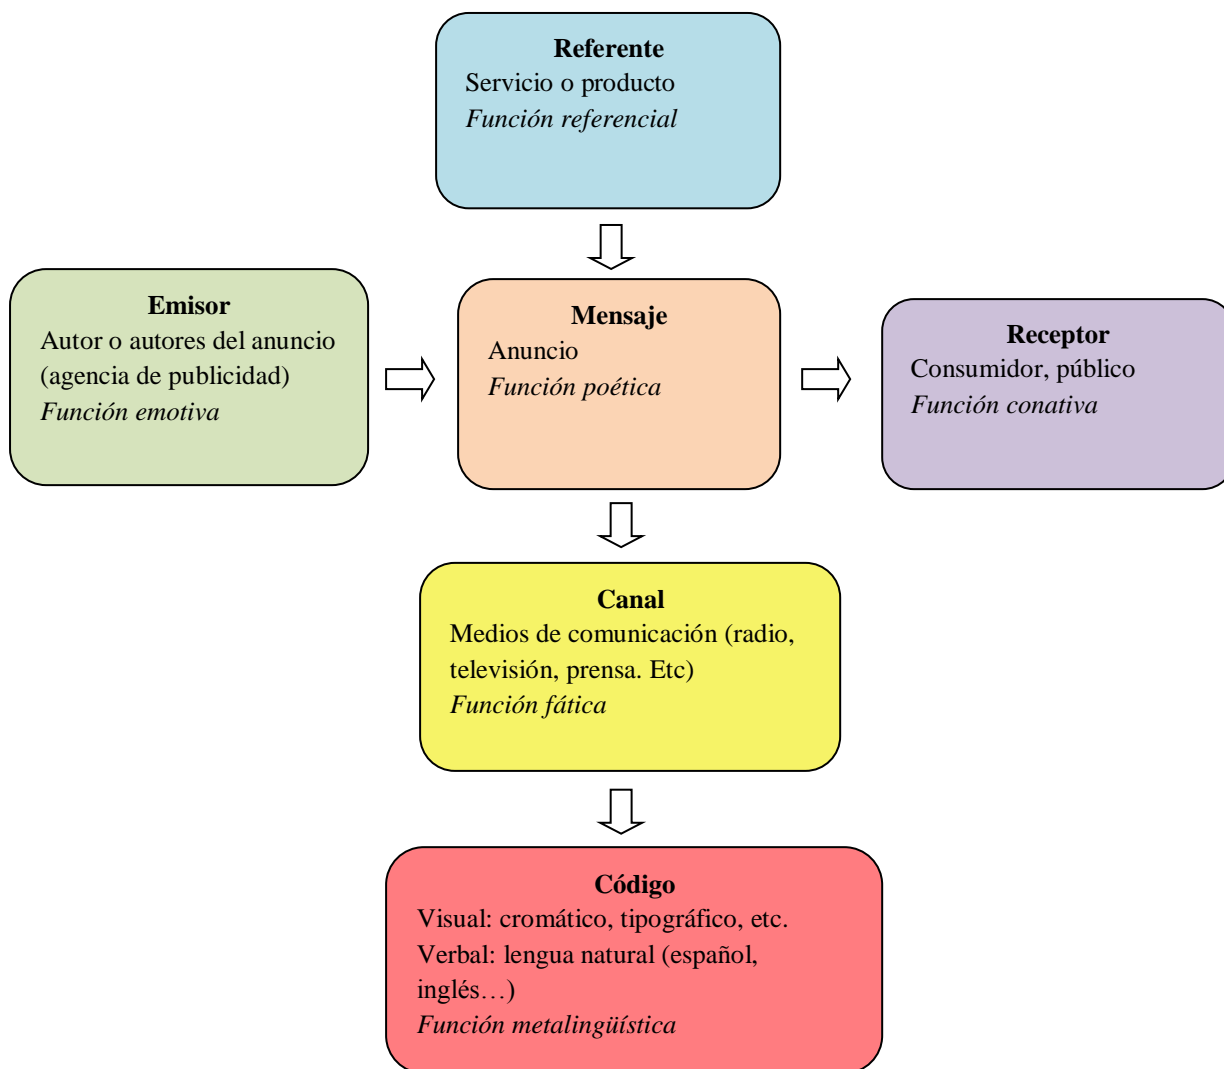 Referente
Servicio o producto
Función referencial
Emisor
Autor o autores del anuncio
(agencia de publicidad)
Función emotiva
Mensaje
Anuncio
Función poética
Receptor
Consumidor, público
Función conativa
Canal
Medios de comunicación (radio,
televisión, prensa. Etc)
Función fática
Código
Visual: cromático, tipográfico, etc.
Verbal: lengua natural (español,
inglés…)
Función metalingüística